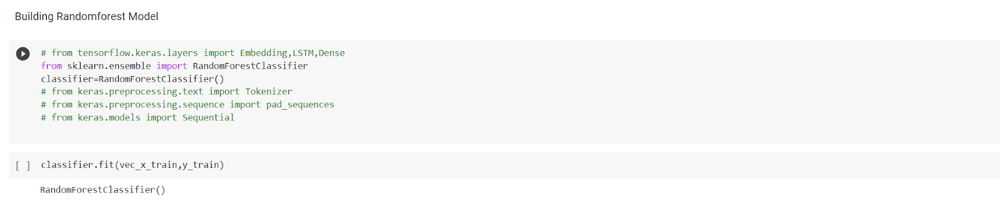 Building Randomforest Model
# from tensorflow.keras.layers import Embedding,LSTM,Dense
from sklearn.ensemble import RandomForestClassifier
classifier=RandomForestClassifier()
# from keras.preprocessing.text import Tokenizer
# from keras.preprocessing.sequence import pad_sequences
# from keras.models import Sequential
[ ] classifier.fit(vec_x_train,y_train)
RandomForestClassifier()